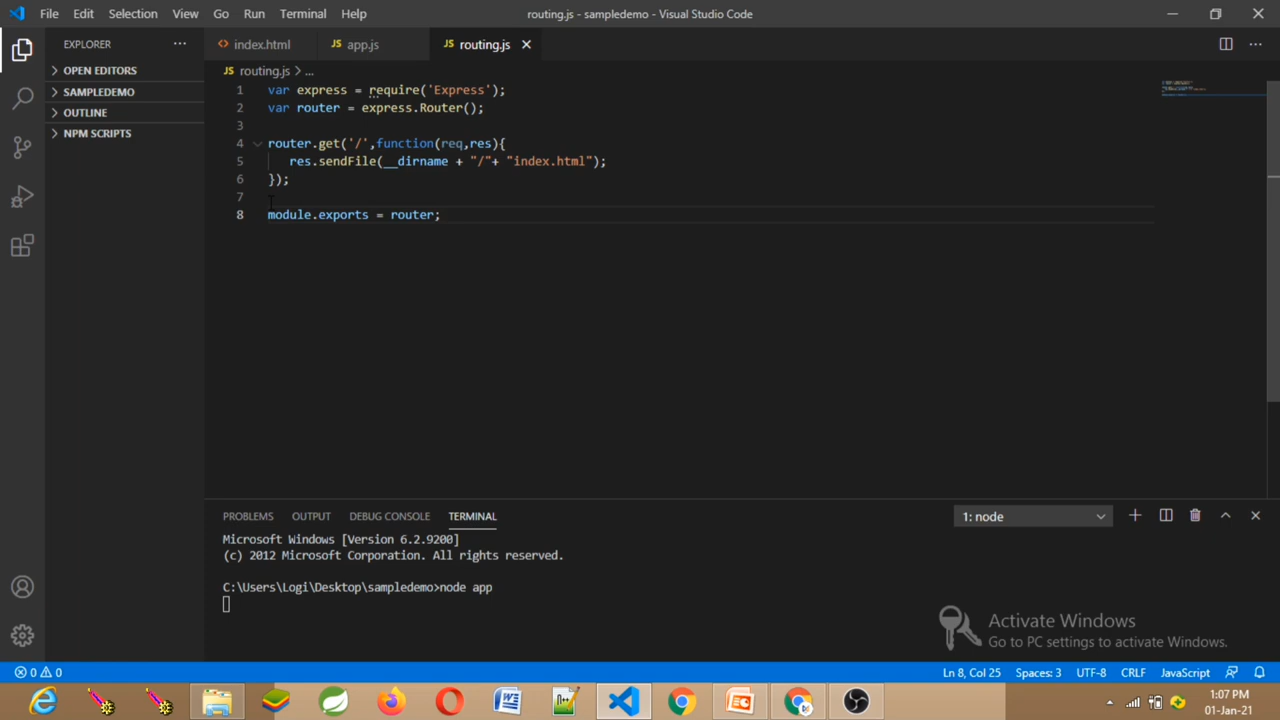 File Edit Selection View Go Run Terminal Help routing.js - sampledemo - Visual Studio Code
EXPLORER ... index.html JS app.js JS routing.js
OPEN EDITORS
SAMPLEDEMO
OUTLINE
NPM SCRIPTS
JS routing.js > ...
1 var express = require('Express');
2 var router = express.Router();
3
4 router.get('/',function(req,res){
5 res.sendFile(__dirname + "/"+ "index.html");
6 });
7
8 module.exports = router;
PROBLEMS OUTPUT DEBUG CONSOLE TERMINAL 1: node
Microsoft Windows [Version 6.2.9200]
(c) 2012 Microsoft Corporation. All rights reserved.
C:\Users\Logi\Desktop\sampledemo>node app
Activate Windows
Go to PC settings to activate Windows.
0 0 Ln 8, Col 25 Spaces: 3 UTF-8 CRLF JavaScript
1:07 PM
01-Jan-21